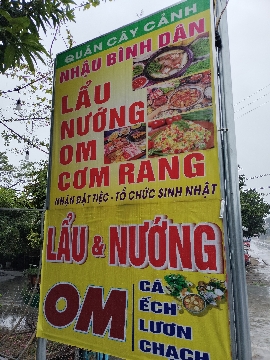 QUÁN CÂY CẢNH
NHẬU BÌNH DÂN
LẨU
NƯỚNG
OM
CƠM RANG
NHẬN ĐẶT TIỆC - TỔ CHỨC SINH NHẬT
LẨU & NƯỚNG
OM
CÁ
ẾCH
LƯƠN
CHẠCH